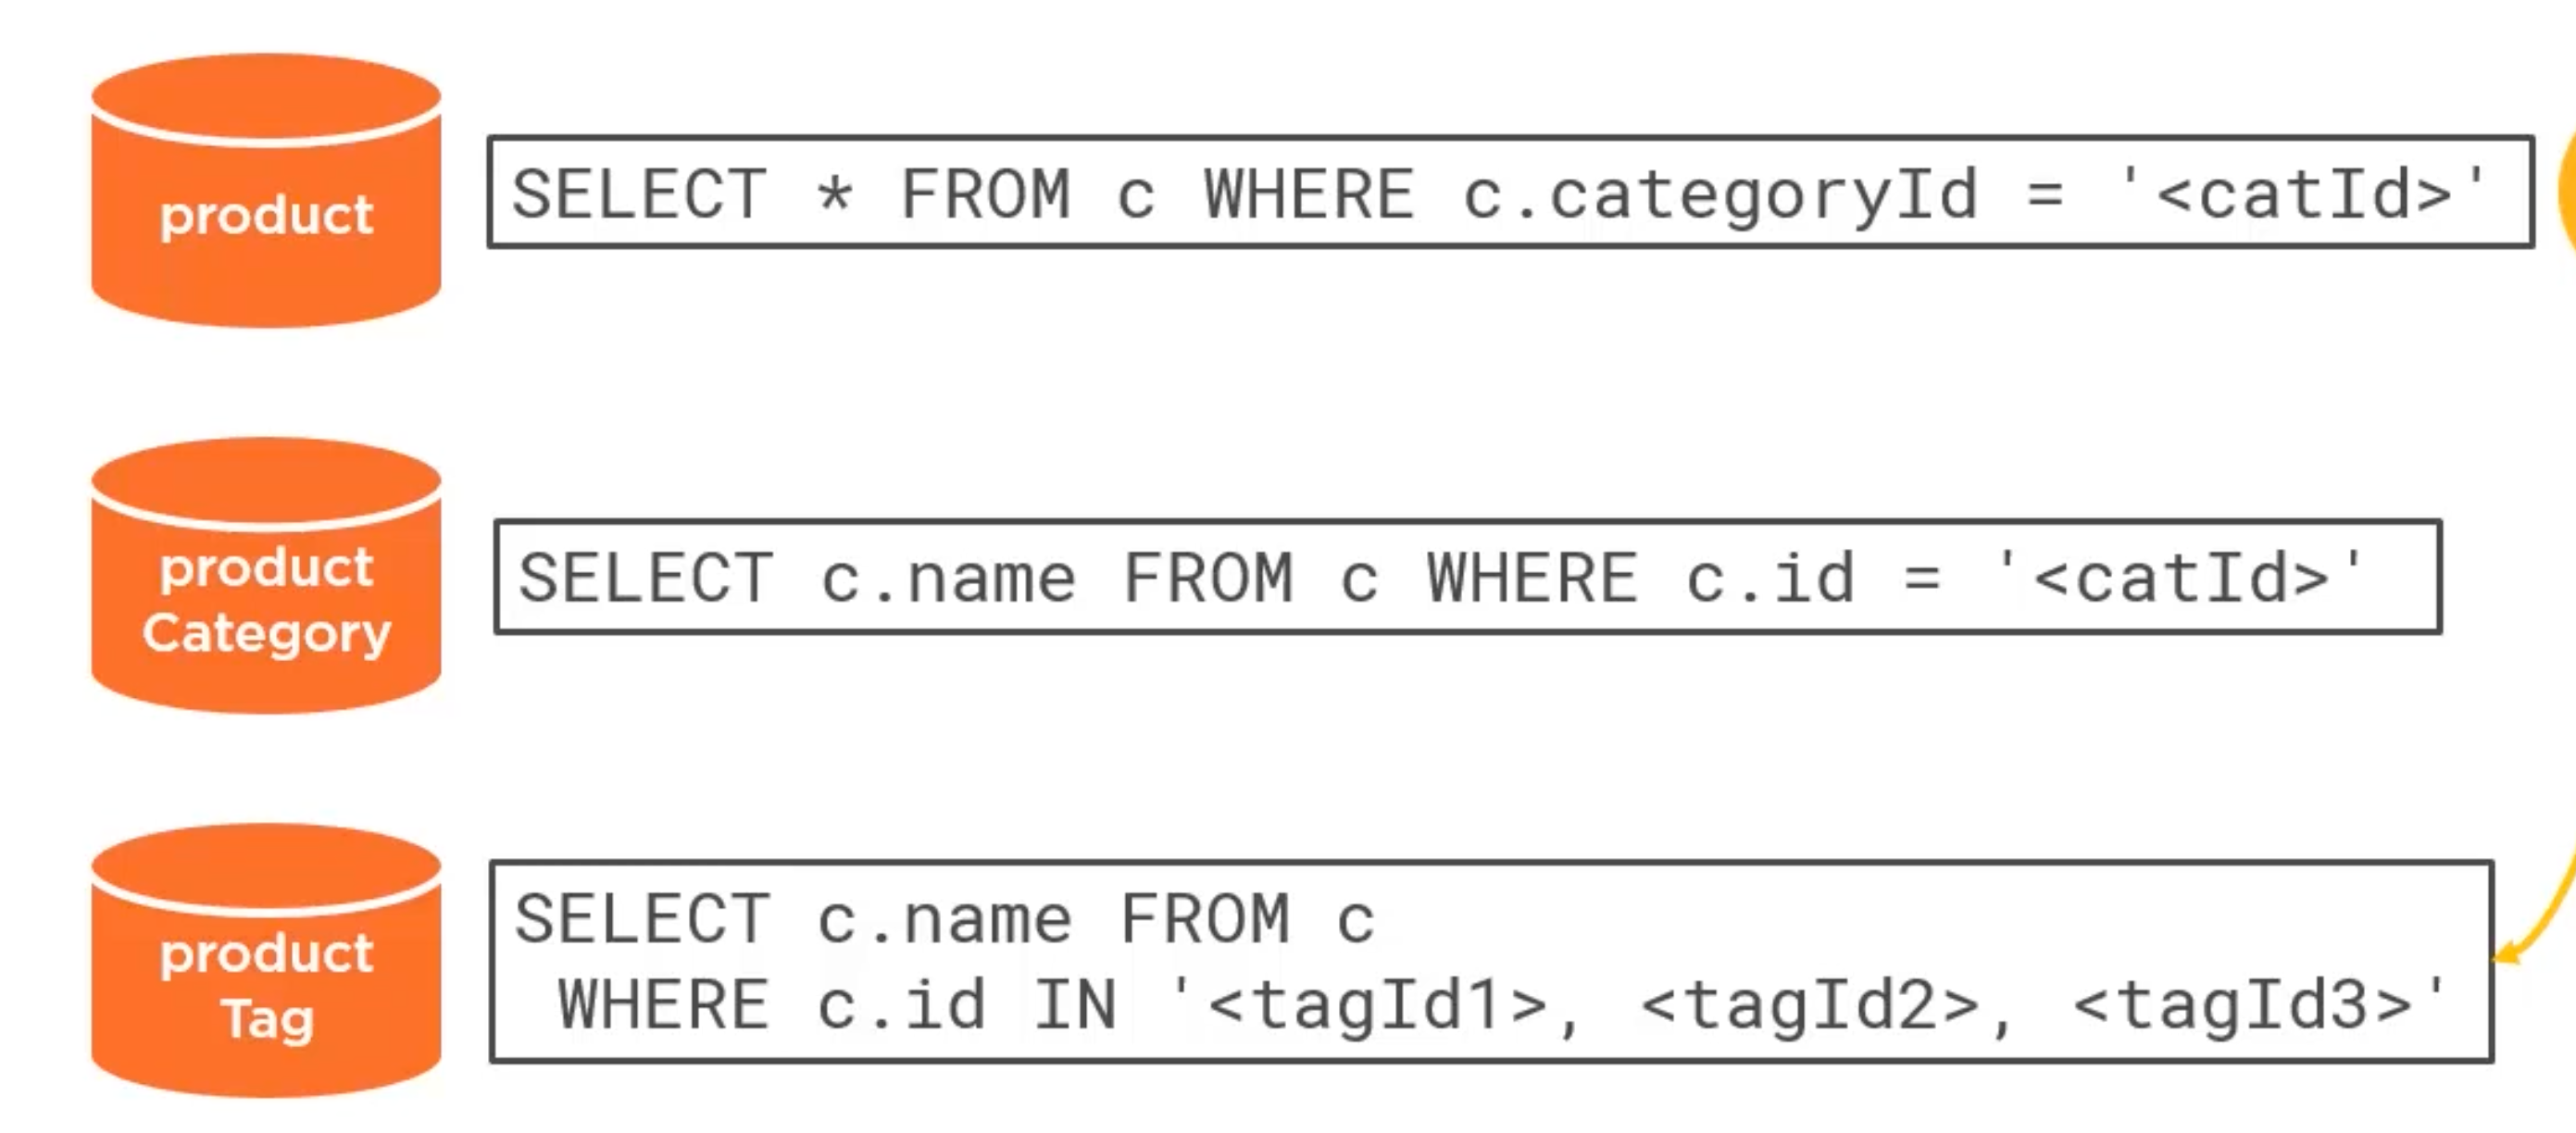 product
SELECT * FROM c WHERE c.categoryId = '<catId>'
product
Category
SELECT c.name FROM c WHERE c.id = '<catId>'
product
Tag
SELECT c.name FROM c
WHERE c.id IN '<tagId1>, <tagId2>, <tagId3>'